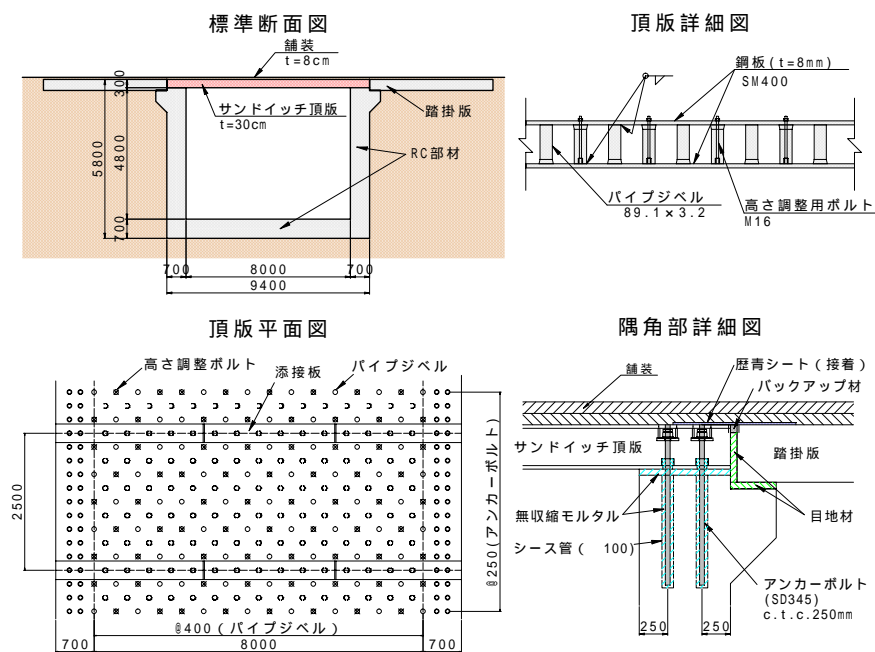 標準断面図
舗装
t=8cm
サンドイッチ頂版
t=30cm
踏掛版
RC部材
300
5800
4800
700
700
8000
700
9400
頂版詳細図
鋼板(t=8mm)
SM400
パイプジベル
89.1×3.2
高さ調整用ボルト
M16
頂版平面図
高さ調整ボルト
添接板
パイプジベル
2500
@250(アンカーボルト)
@400(パイプジベル)
700
8000
700
隅角部詳細図
舗装
歴青シート(接着)
バックアップ材
サンドイッチ頂版
踏掛版
無収縮モルタル
目地材
シース管( 100)
アンカーボルト
(SD345)
c.t.c.250mm
250
250